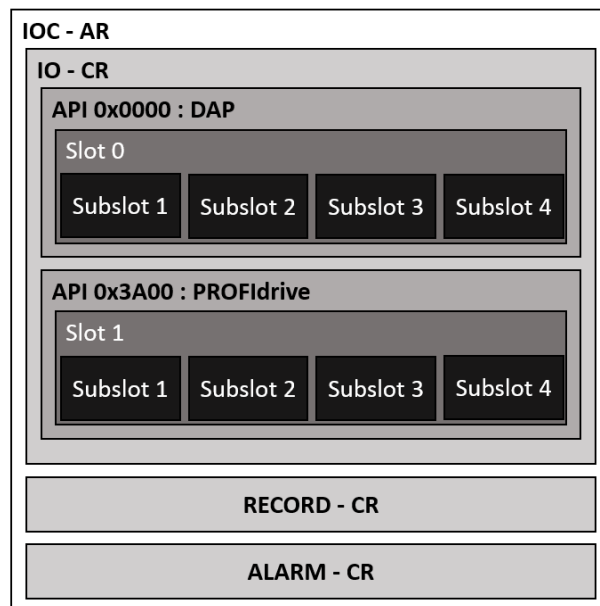 IOC - AR
IO - CR
API 0x0000 : DAP
Slot 0
Subslot 1 Subslot 2 Subslot 3 Subslot 4
API 0x3A00 : PROFIdrive
Slot 1
Subslot 1 Subslot 2 Subslot 3 Subslot 4
RECORD - CR
ALARM - CR